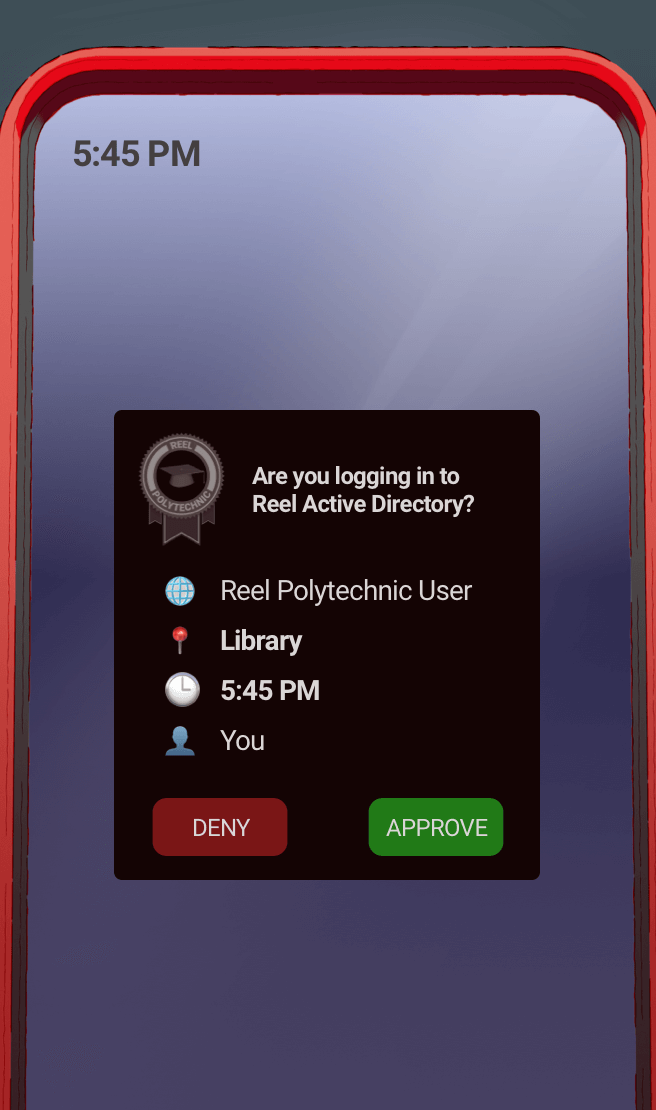 5:45 PM
REEL
POLYTECHNIC
Are you logging in to
Reel Active Directory?
Reel Polytechnic User
Library
5:45 PM
You
DENY
APPROVE